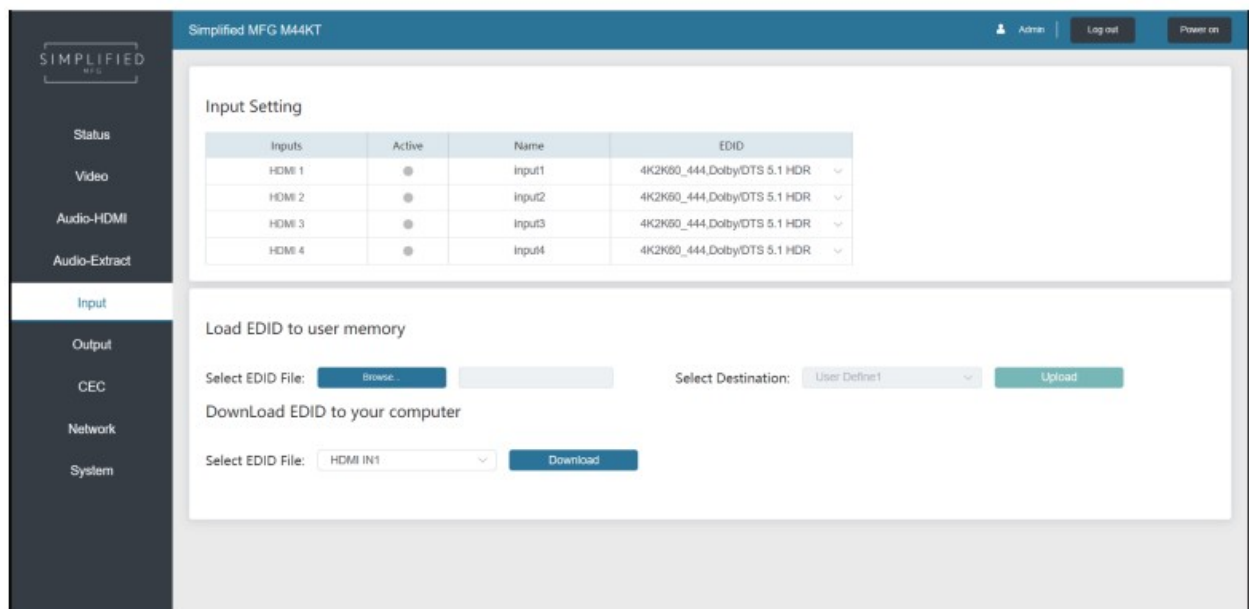 Simplified MFG M44KT
Admin
Log out
Power on
SIMPLIFIED
MFG
Status
Video
Audio-HDMI
Audio-Extract
Input
Output
CEC
Network
System
Input Setting
Inputs Active Name EDID
HDMI 1 input1 4K2K60_444,Dolby/DTS 5.1 HDR
HDMI 2 input2 4K2K60_444,Dolby/DTS 5.1 HDR
HDMI 3 input3 4K2K60_444,Dolby/DTS 5.1 HDR
HDMI 4 input4 4K2K60_444,Dolby/DTS 5.1 HDR
Load EDID to user memory
Select EDID File: Browse... Select Destination: User Define1 Upload
DownLoad EDID to your computer
Select EDID File: HDMI IN1 Download